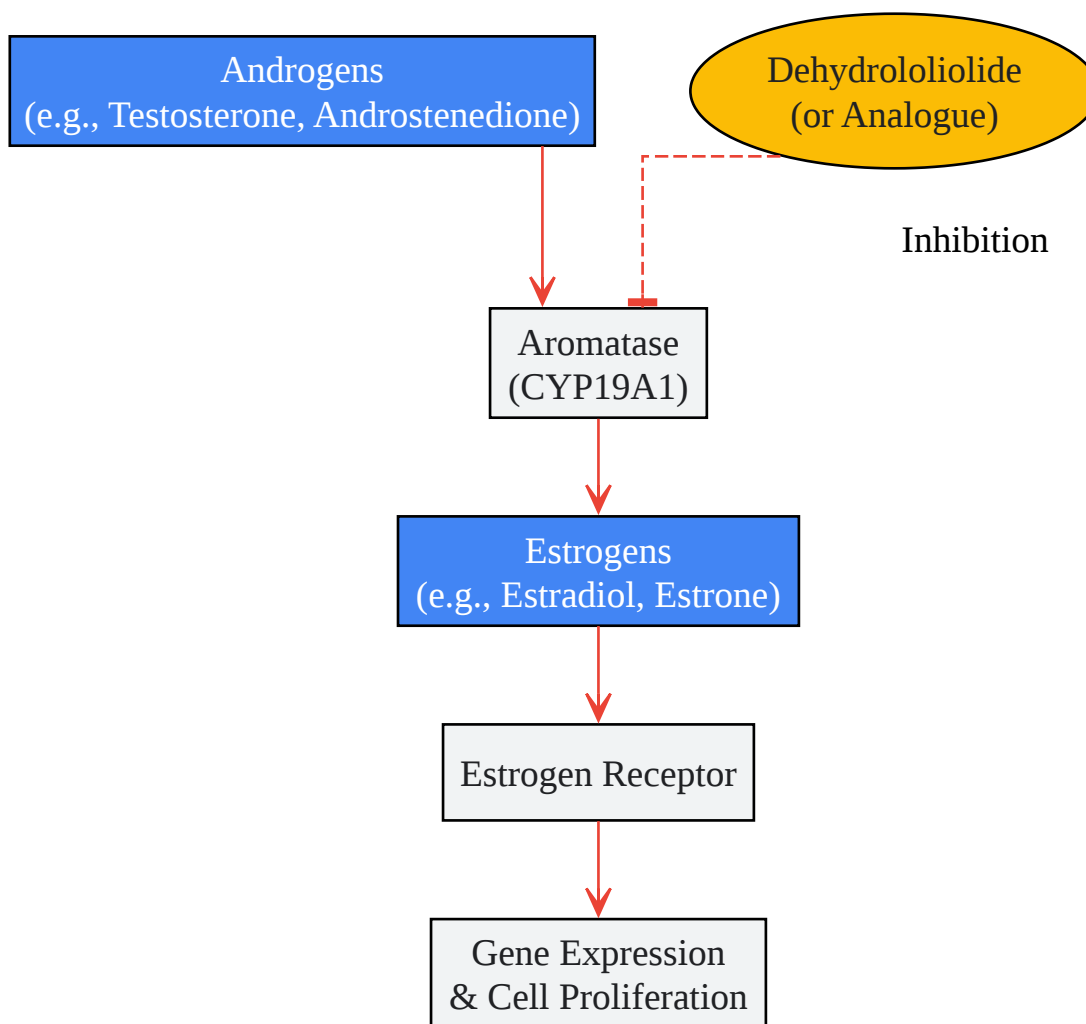 Androgens
(e.g., Testosterone, Androstenedione)
Dehydrololiolide
(or Analogue)
Inhibition
Aromatase
(CYP19A1)
Estrogens
(e.g., Estradiol, Estrone)
Estrogen Receptor
Gene Expression
& Cell Proliferation